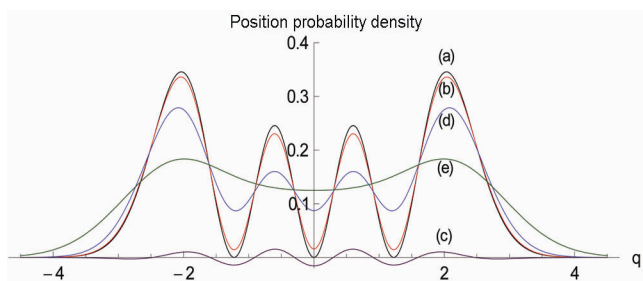 Position probability density
0.4
(a)
0.3
(b)
(d)
0.2
(e)
0.1
(c)
q
−4
−2
2
4